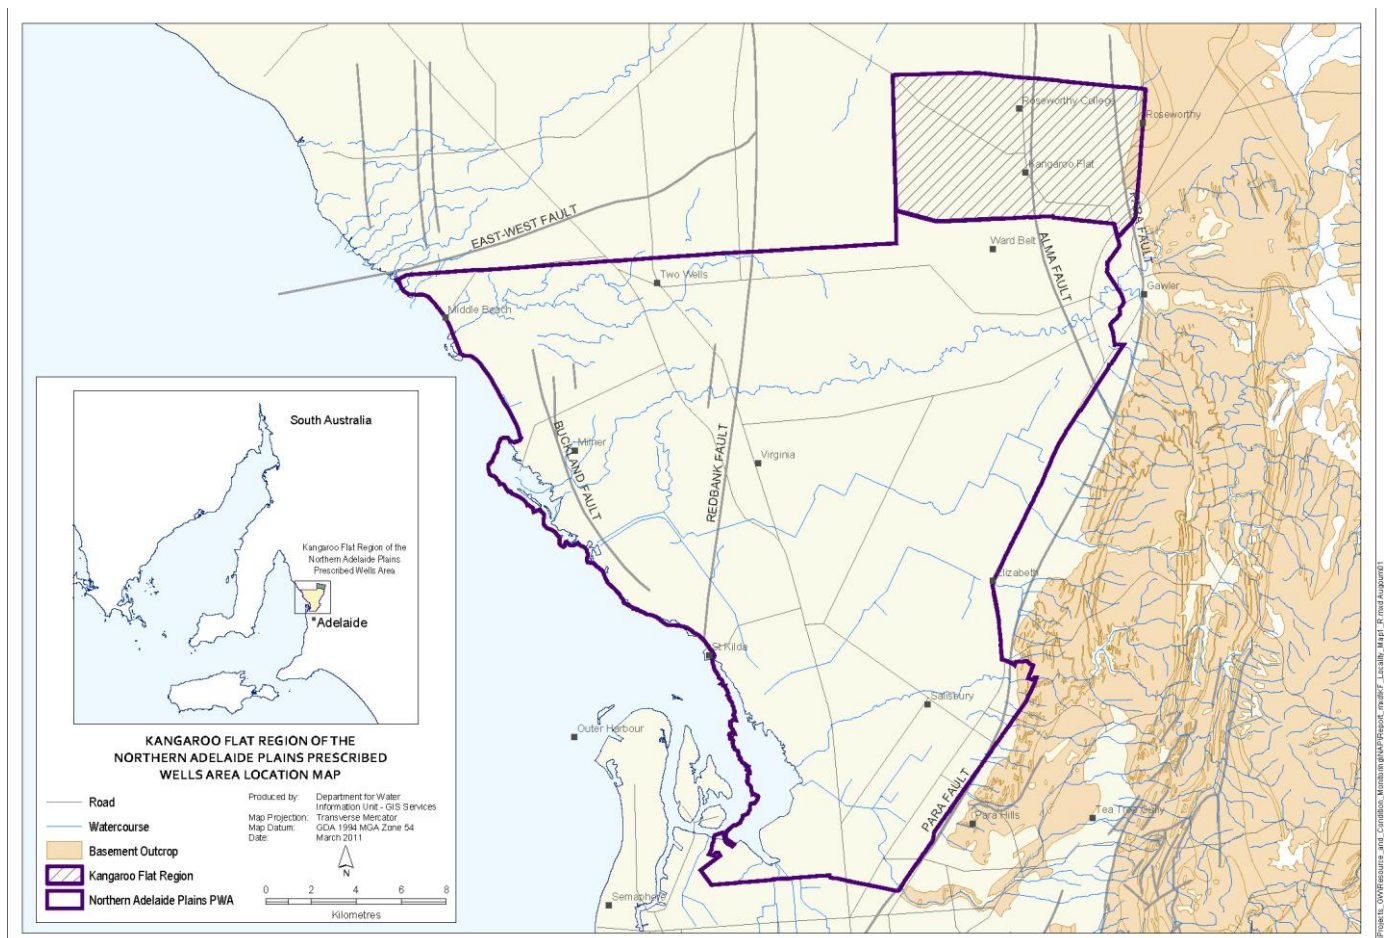 Roseworthy College
Roseworthy
Kangaroo Flat
PARA FAULT
EAST-WEST FAULT
Ward Belt
ALMA FAULT
Two Wells
Gawler
Middle Beach
BUCKLAND FAULT
REDBANK FAULT
Virginia
Elizabeth
St Kilda
Salisbury
Outer Harbour
PARA FAULT
Para Hills
Tea Tree Gully
Semaphore
South Australia
Kangaroo Flat Region of the
Northern Adelaide Plains
Prescribed Wells Area
Adelaide
KANGAROO FLAT REGION OF THE
NORTHERN ADELAIDE PLAINS PRESCRIBED
WELLS AREA LOCATION MAP
Road
Watercourse
Basement Outcrop
Kangaroo Flat Region
Northern Adelaide Plains PWA
Produced by: Department for Water
Information Unit - GIS Services
Map Projection: Transverse Mercator
Map Datum: GDA 1994 MGA Zone 54
Date: March 2011
N
0 2 4 6 8
Kilometres